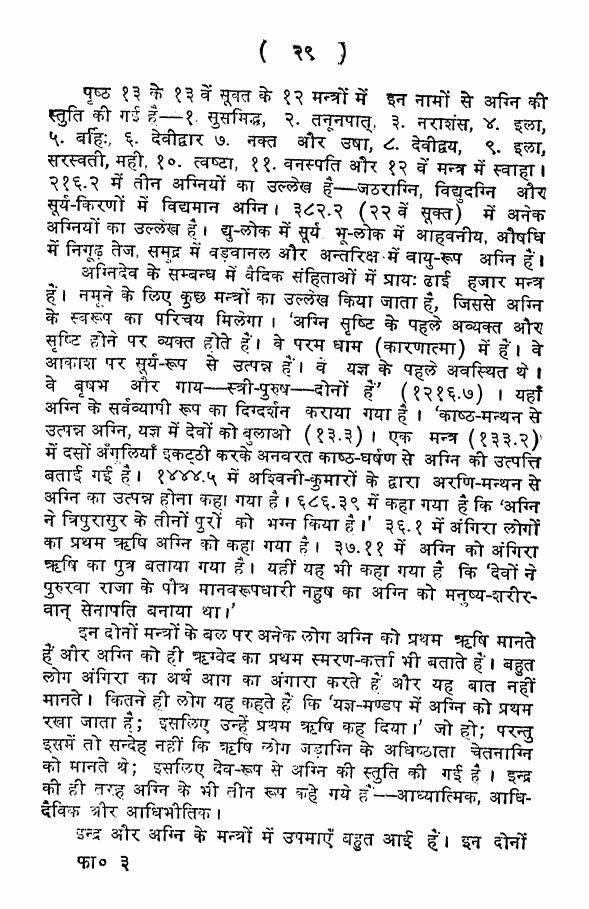 ( २९ )
पृष्ठ १३ के १३ वें सूक्त के १२ मन्त्रों में इन नामों से अग्नि की
स्तुति की गई है—१. सुसमिद्ध, २. तनूनपात्, ३. नराशंस, ४. इला,
५. बर्हिः, ६. देवीद्वार ७. नक्त और उषा, ८. देवीद्वय, ९. इला,
सरस्वती, मही, १०. त्वष्टा, ११. वनस्पति और १२ वें मन्त्र में स्वाहा।
२१६.२ में तीन अग्नियों का उल्लेख है—जठराग्नि, विद्युदग्नि और
सूर्य-किरणों में विद्यमान अग्नि। ३८२.२ (२२ वें सूक्त) में अनेक
अग्नियों का उल्लेख है। द्यु-लोक में सूर्य भू-लोक में आहवनीय, औषधि
में निगूढ़ तेज, समुद्र में वड़वानल और अन्तरिक्ष में वायु-रूप अग्नि हैं।
अग्निदेव के सम्बन्ध में वैदिक संहिताओं में प्रायः ढाई हजार मन्त्र
हैं। नमूने के लिए कुछ मन्त्रों का उल्लेख किया जाता है, जिससे अग्नि
के स्वरूप का परिचय मिलेगा। 'अग्नि सृष्टि के पहले अव्यक्त और
सृष्टि होने पर व्यक्त होते हैं। वे परम धाम (कारणात्मा) में हैं। वे
आकाश पर सूर्य-रूप से उत्पन्न हैं। वे यज्ञ के पहले अवस्थित थे।
वे बृषभ और गाय—स्त्री-पुरुष—दोनों हैं' (१२१६.७)। यहाँ
अग्नि के सर्वव्यापी रूप का दिग्दर्शन कराया गया है। 'काष्ठ-मन्थन से
उत्पन्न अग्नि, यज्ञ में देवों को बुलाओ (१३.३)। एक मन्त्र (१३३.२)
में दसों अँगुलियाँ इकट्ठी करके अनवरत काष्ठ-घर्षण से अग्नि की उत्पत्ति
बताई गई है। १४४४.५ में अश्विनी-कुमारों के द्वारा अरणि-मन्थन से
अग्नि का उत्पन्न होना कहा गया है। ६८६.३९ में कहा गया है कि 'अग्नि
ने त्रिपुरासुर के तीनों पुरों को भग्न किया है।' ३६.१ में अंगिरा लोगों
का प्रथम ऋषि अग्नि को कहा गया है। ३७.११ में अग्नि को अंगिरा
ऋषि का पुत्र बताया गया है। यहीं यह भी कहा गया है कि 'देवों ने
पुरुरवा राजा के पौत्र मानवरूपधारी नहुष का अग्नि को मनुष्य-शरीर-
वान् सेनापति बनाया था।'
इन दोनों मन्त्रों के बल पर अनेक लोग अग्नि को प्रथम ऋषि मानते
हैं और अग्नि को ही ऋग्वेद का प्रथम स्मरण-कर्त्ता भी बताते हैं। बहुत
लोग अंगिरा का अर्थ आग का अंगारा करते हैं और यह बात नहीं
मानते। कितने ही लोग यह कहते हैं कि 'यज्ञ-मण्डप में अग्नि को प्रथम
रखा जाता है; इसलिए उन्हें प्रथम ऋषि कह दिया।' जो हो; परन्तु
इसमें तो सन्देह नहीं कि ऋषि लोग जड़ाग्नि के अधिष्ठाता चेतनाग्नि
को मानते थे; इसलिए देव-रूप से अग्नि की स्तुति की गई है। इन्द्र
की ही तरह अग्नि के भी तीन रूप कहे गये हैं—आध्यात्मिक, आधि-
दैविक और आधिभौतिक।
इन्द्र और अग्नि के मन्त्रों में उपमाएँ बहुत आई हैं। इन दोनों
फा० ३